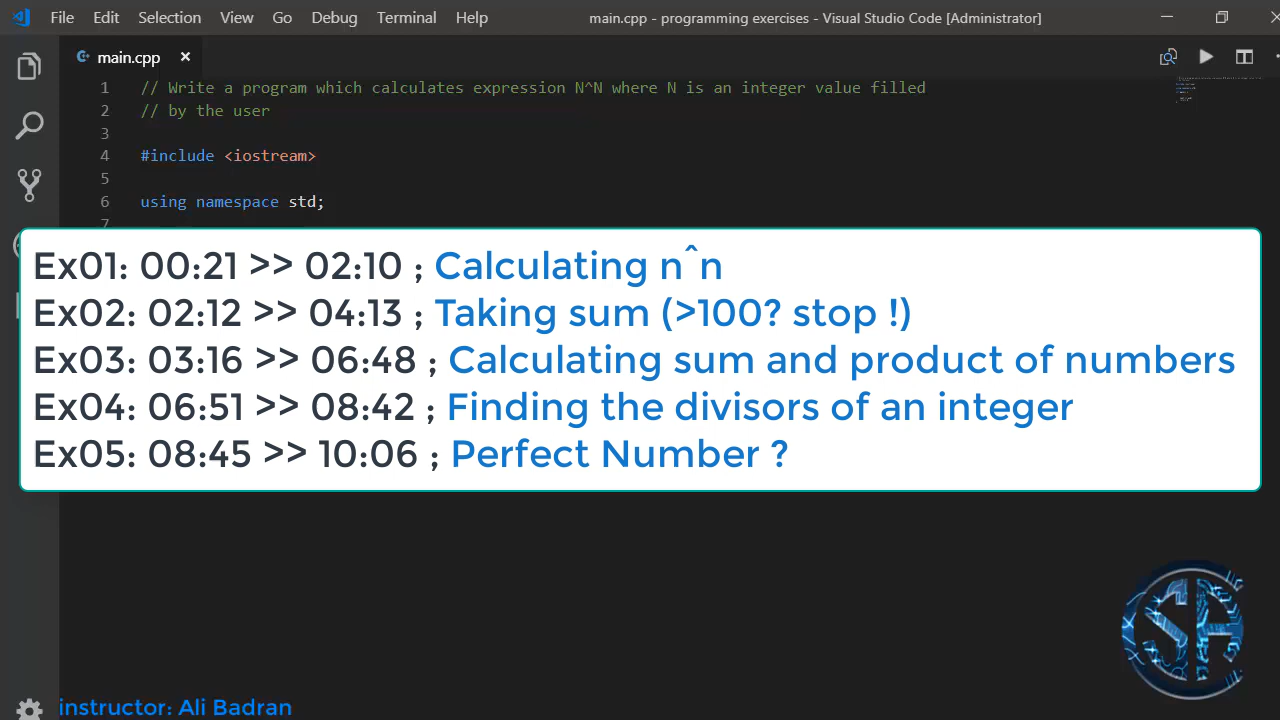 File Edit Selection View Go Debug Terminal Help main.cpp - programming exercises - Visual Studio Code [Administrator]
main.cpp
1 // Write a program which calculates expression N^N where N is an integer value filled
2 // by the user
3
4 #include <iostream>
5
6 using namespace std;
7
Ex01: 00:21 >> 02:10 ; Calculating n^n
Ex02: 02:12 >> 04:13 ; Taking sum (>100? stop !)
Ex03: 03:16 >> 06:48 ; Calculating sum and product of numbers
Ex04: 06:51 >> 08:42 ; Finding the divisors of an integer
Ex05: 08:45 >> 10:06 ; Perfect Number ?
SA
instructor: Ali Badran